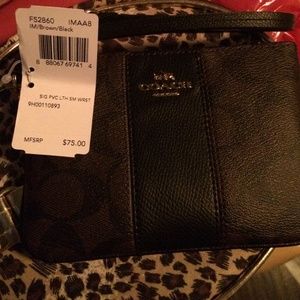 F52860 IMAA8
IM/Brown/Black
8 88067 69741 4
SIG PVC LTH SM WRST
9H00110893
MFSRP $75.00
COACH